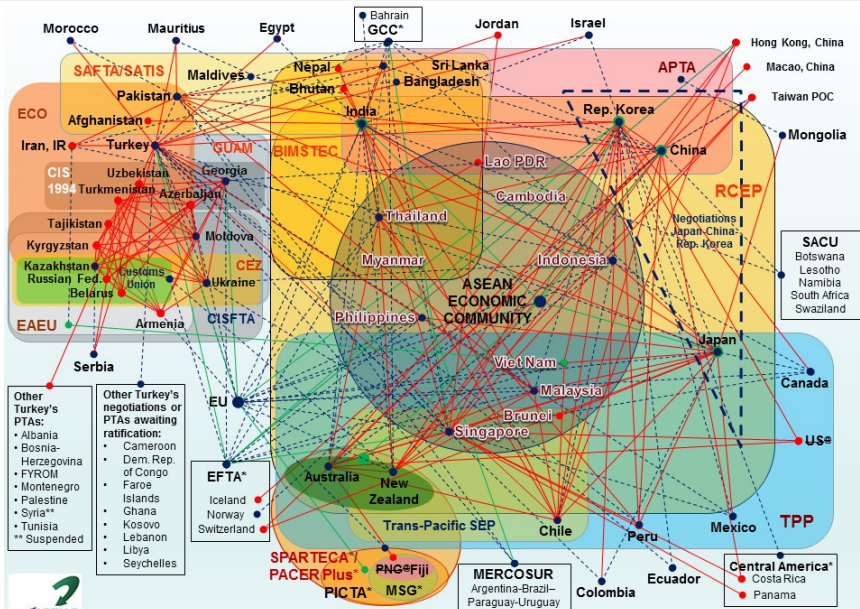 Morocco
Mauritius
Egypt
Bahrain
GCC*
Jordan
Israel
Hong Kong, China
Macao, China
Taiwan POC
Mongolia
SAFTA/SATIS
Maldives
Nepal
Bhutan
Sri Lanka
Bangladesh
APTA
Pakistan
ECO
Afghanistan
India
Rep. Korea
Iran, IR
Turkey
GUAM
BIMSTEC
China
Lao PDR
CIS
1994
Uzbekistan
Turkmenistan
Georgia
Azerbaijan
Cambodia
RCEP
Thailand
Tajikistan
Moldova
Negotiations
Japan-China-
Rep. Korea
Kyrgyzstan
Myanmar
Indonesia
SACU
Botswana
Lesotho
Namibia
South Africa
Swaziland
Kazakhstan
Russian Fed.
Belarus
Customs
Union
CEZ
Ukraine
ASEAN
ECONOMIC
COMMUNITY
EAEU
Armenia
CISFTA
Philippines
Japan
Serbia
Viet Nam
Canada
EU
Malaysia
Brunei
Singapore
US@
Other
Turkey's
PTAs:
• Albania
• Bosnia-
Herzegovina
• FYROM
• Montenegro
• Palestine
• Syria**
• Tunisia
** Suspended
Other Turkey's
negotiations or
PTAs awaiting
ratification:
• Cameroon
• Dem. Rep.
of Congo
• Faroe
Islands
• Ghana
• Kosovo
• Lebanon
• Libya
• Seychelles
EFTA*
Iceland
Norway
Switzerland
Australia
New
Zealand
Trans-Pacific SEP
Chile
Peru
Mexico
TPP
SPARTECA*/
PACER Plus*
PNG@Fiji
MSG*
PICTA*
MERCOSUR
Argentina-Brazil–
Paraguay-Uruguay
Colombia
Ecuador
Central America*
Costa Rica
Panama